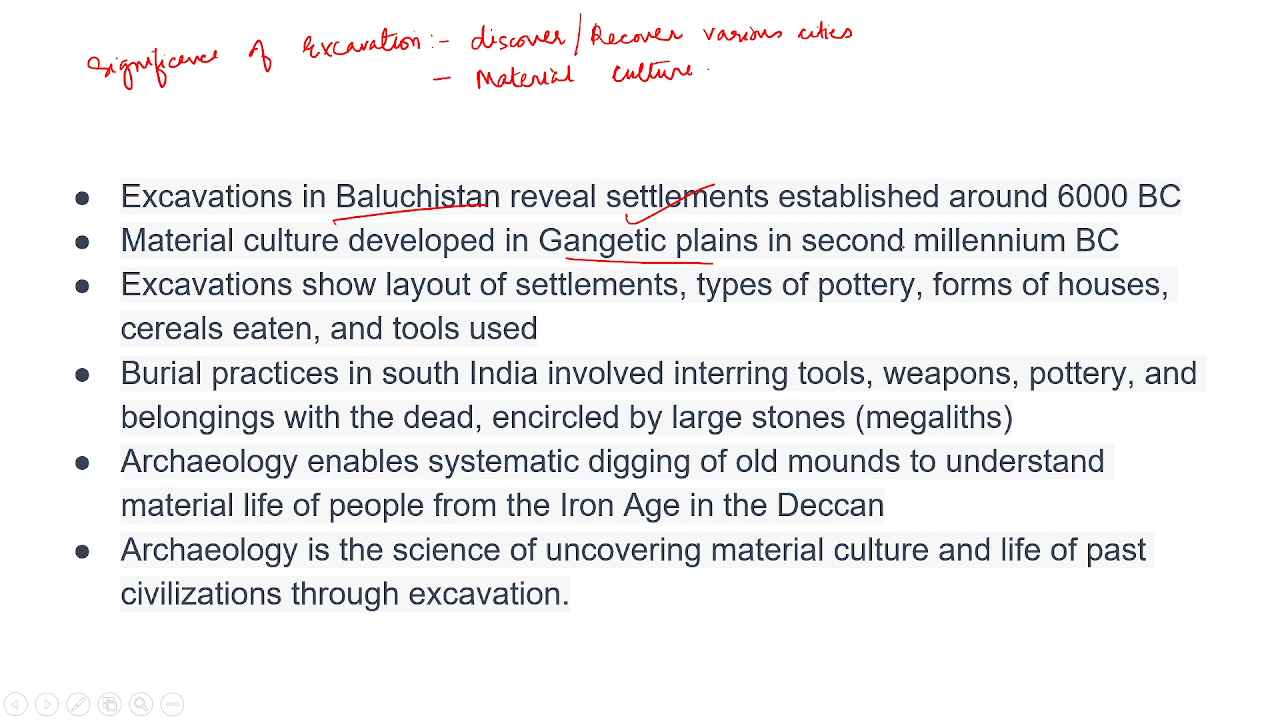 Significence of Excavation :- discover/Recover various cities
- Material culture
● Excavations in Baluchistan reveal settlements established around 6000 BC
● Material culture developed in Gangetic plains in second millennium BC
● Excavations show layout of settlements, types of pottery, forms of houses,
cereals eaten, and tools used
● Burial practices in south India involved interring tools, weapons, pottery, and
belongings with the dead, encircled by large stones (megaliths)
● Archaeology enables systematic digging of old mounds to understand
material life of people from the Iron Age in the Deccan
● Archaeology is the science of uncovering material culture and life of past
civilizations through excavation.